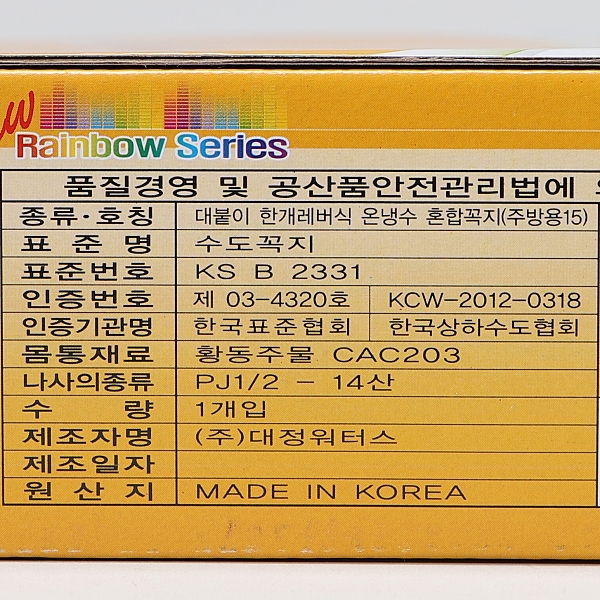 Rainbow Series
품질경영 및 공산품안전관리법에
종류·호칭 대붙이 한개레버식 온냉수 혼합꼭지(주방용15)
표준명 수도꼭지
표준번호 KS B 2331
인증번호 제 03-4320호 KCW-2012-0318
인증기관명 한국표준협회 한국상하수도협회
몸통재료 황동주물 CAC203
나사의종류 PJ1/2 - 14산
수 량 1개입
제조자명 (주)대정워터스
제조일자
원산지 MADE IN KOREA